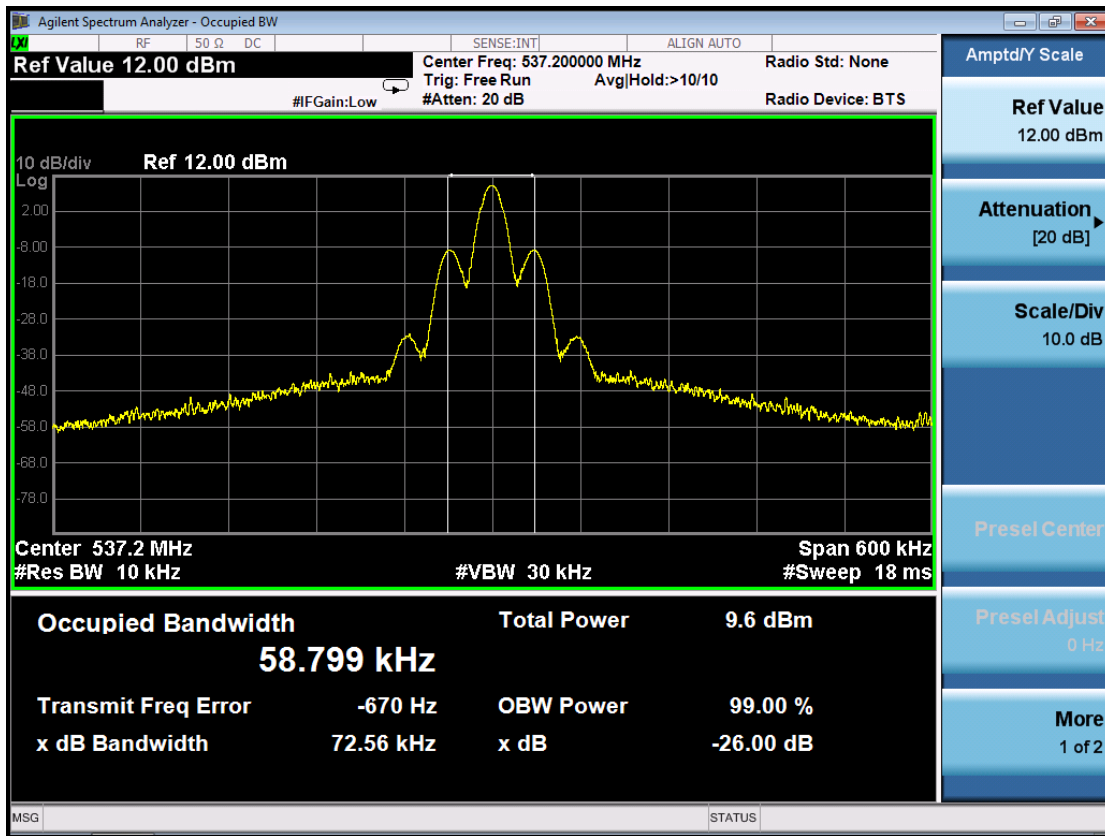 Agilent Spectrum Analyzer - Occupied BW
LXI RF 50 Ω DC SENSE:INT ALIGN AUTO
Ref Value 12.00 dBm
Center Freq: 537.200000 MHz
Radio Std: None
Trig: Free Run Avg|Hold:>10/10
#IFGain:Low #Atten: 20 dB Radio Device: BTS
10 dB/div Ref 12.00 dBm
Log
2.00
-8.00
-18.0
-28.0
-38.0
-48.0
-58.0
-68.0
-78.0
Center 537.2 MHz Span 600 kHz
#Res BW 10 kHz #VBW 30 kHz #Sweep 18 ms
Occupied Bandwidth Total Power 9.6 dBm
58.799 kHz
Transmit Freq Error -670 Hz OBW Power 99.00 %
x dB Bandwidth 72.56 kHz x dB -26.00 dB
MSG STATUS
Amptd/Y Scale
Ref Value
12.00 dBm
Attenuation
[20 dB]
Scale/Div
10.0 dB
Presel Center
Presel Adjust
0 Hz
More
1 of 2